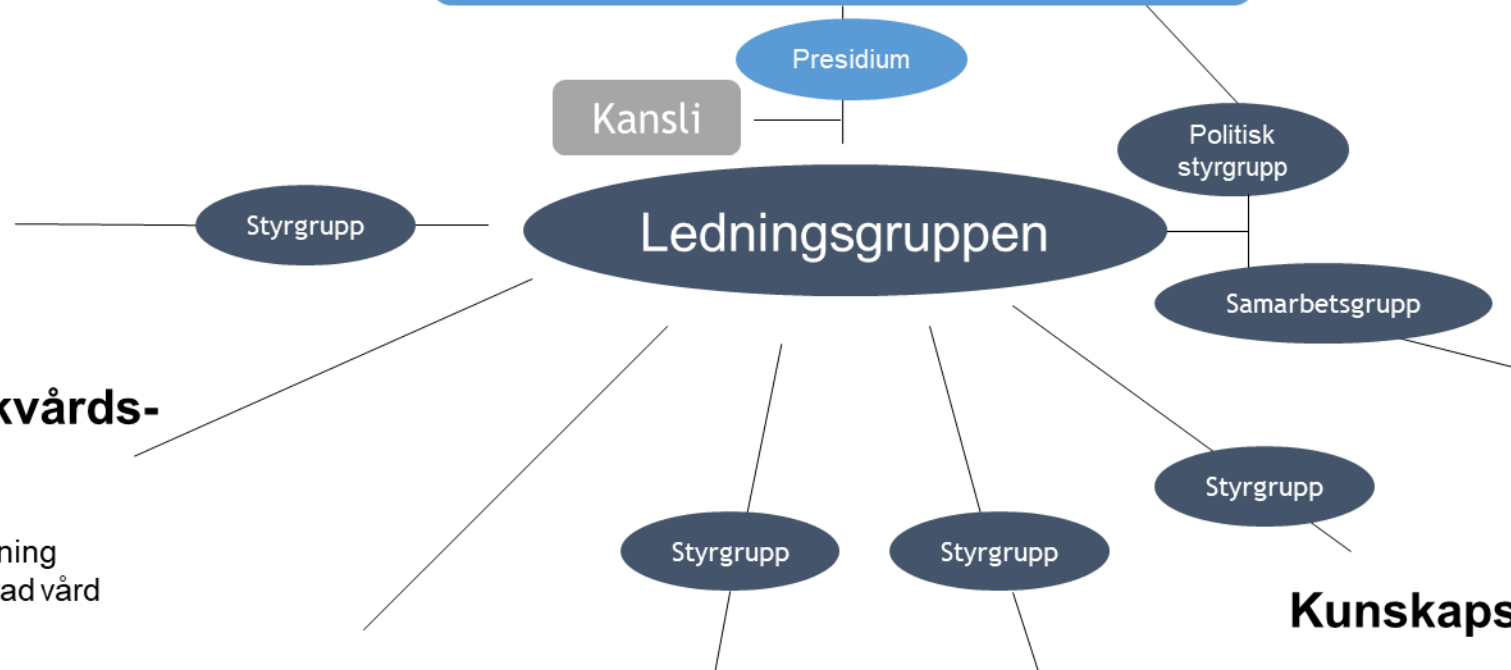 Presidium
Kansli
Politisk
styrgrupp
Styrgrupp
Ledningsgruppen
Samarbetsgrupp
kvårds-
Styrgrupp
ning
Styrgrupp
Styrgrupp
ad vård
Kunskaps